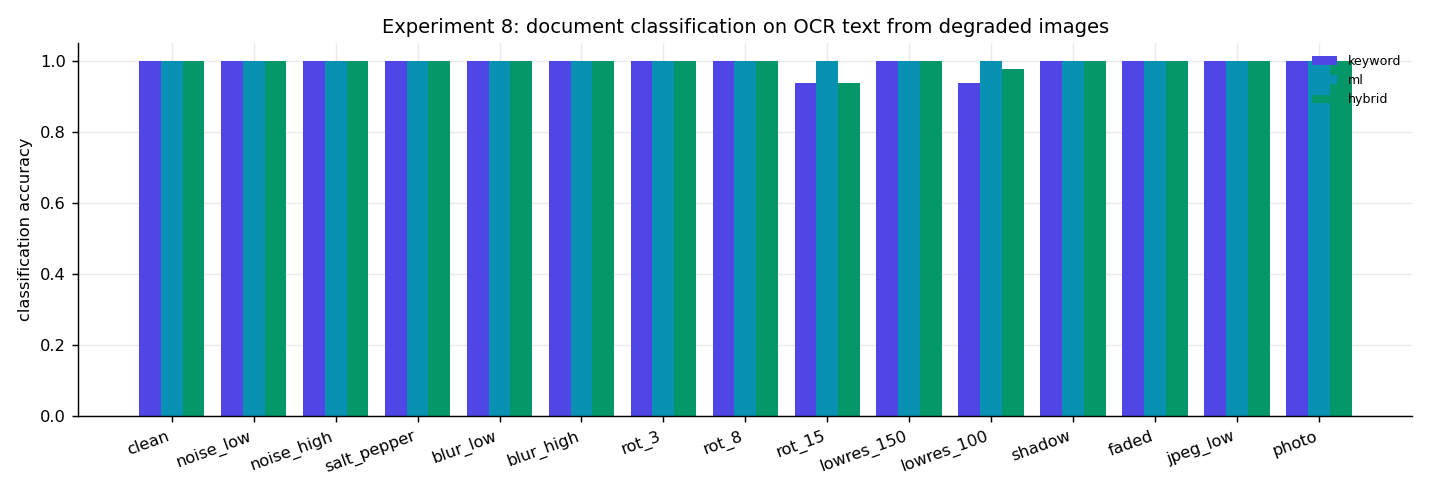 Experiment 8: document classification on OCR text from degraded images
keyword
ml
hybrid
classification accuracy
1.0
0.8
0.6
0.4
0.2
0.0
clean
noise_low
noise_high
salt_pepper
blur_low
blur_high
rot_3
rot_8
rot_15
lowres_150
lowres_100
shadow
faded
jpeg_low
photo